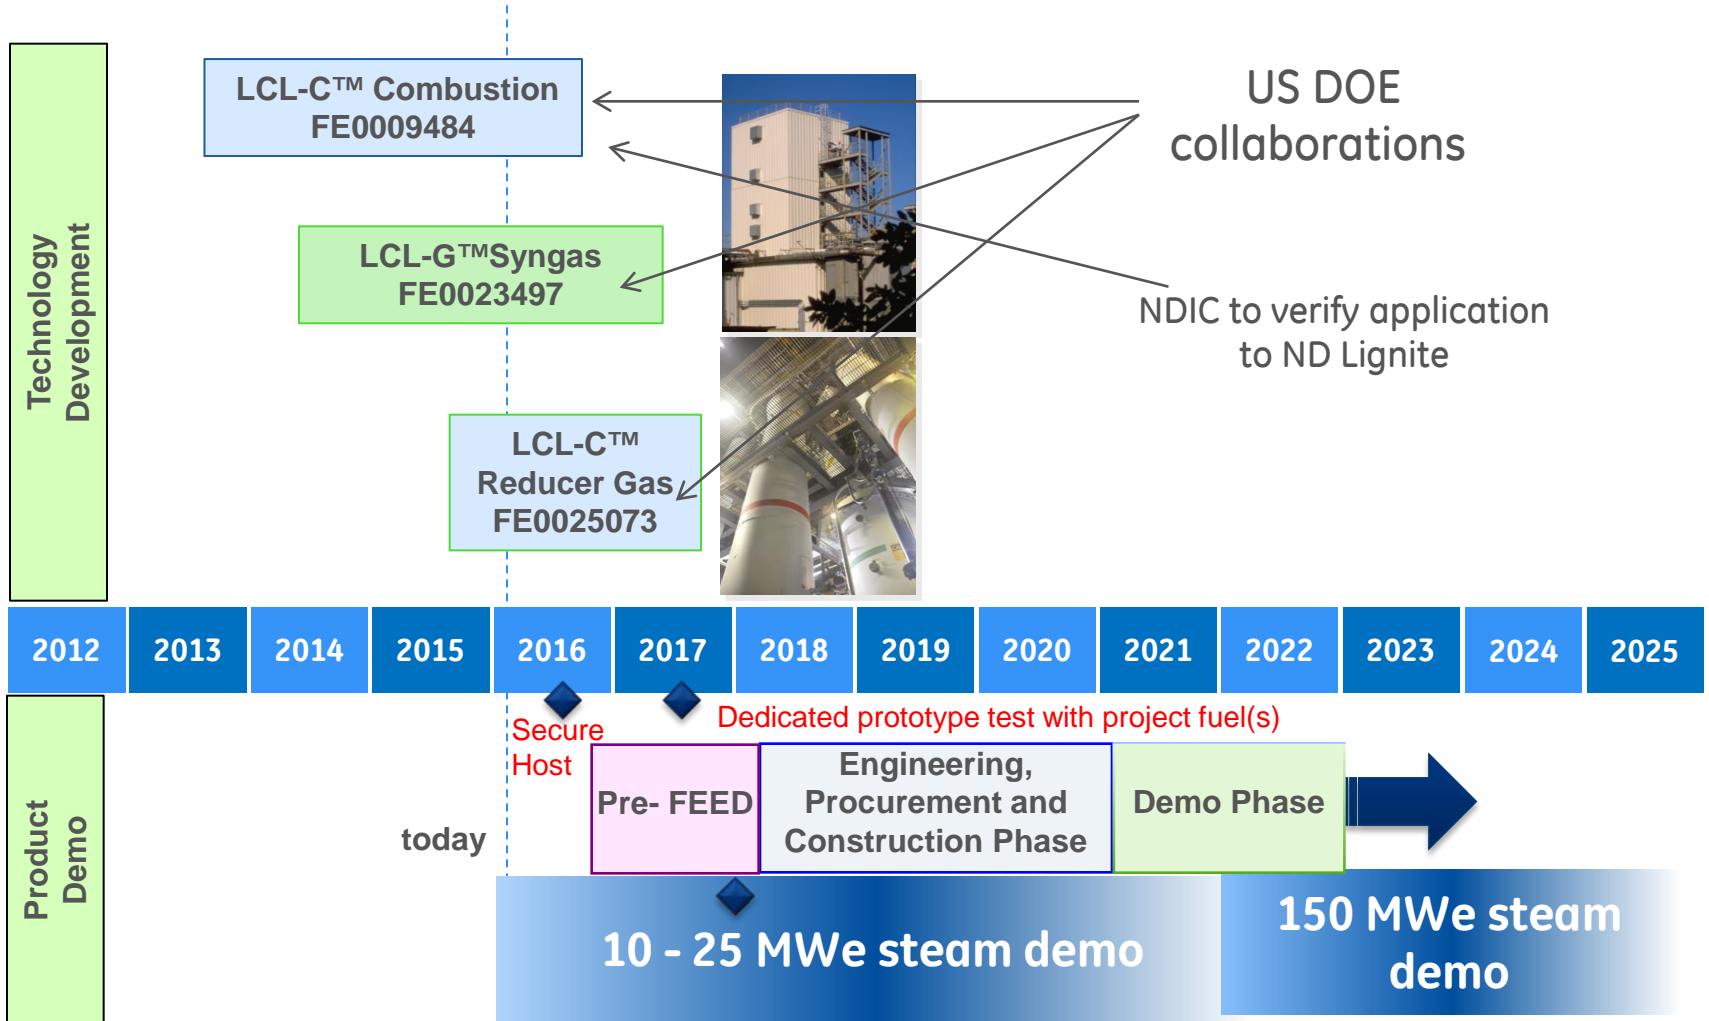 Technology
Development
LCL-C™ Combustion
FE0009484
LCL-G™Syngas
FE0023497
LCL-C™
Reducer Gas
FE0025073
US DOE
collaborations
NDIC to verify application
to ND Lignite
2012 2013 2014 2015 2016 2017 2018 2019 2020 2021 2022 2023 2024 2025
Product
Demo
today
Secure
Host
Dedicated prototype test with project fuel(s)
Pre- FEED
Engineering,
Procurement and
Construction Phase
Demo Phase
10 - 25 MWe steam demo
150 MWe steam
demo